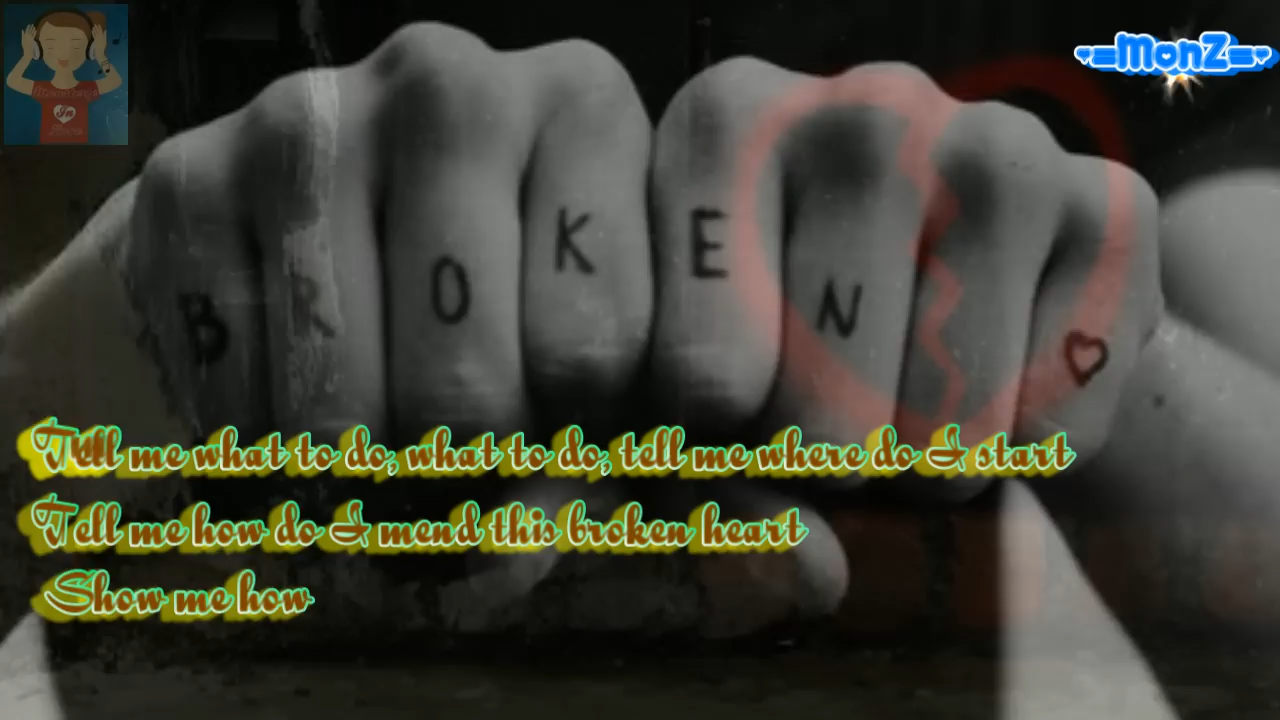 -=MonZ=-
In
BROKEN
Tell me what to do, what to do, tell me where do I start
Tell me how do I mend this broken heart
Show me how